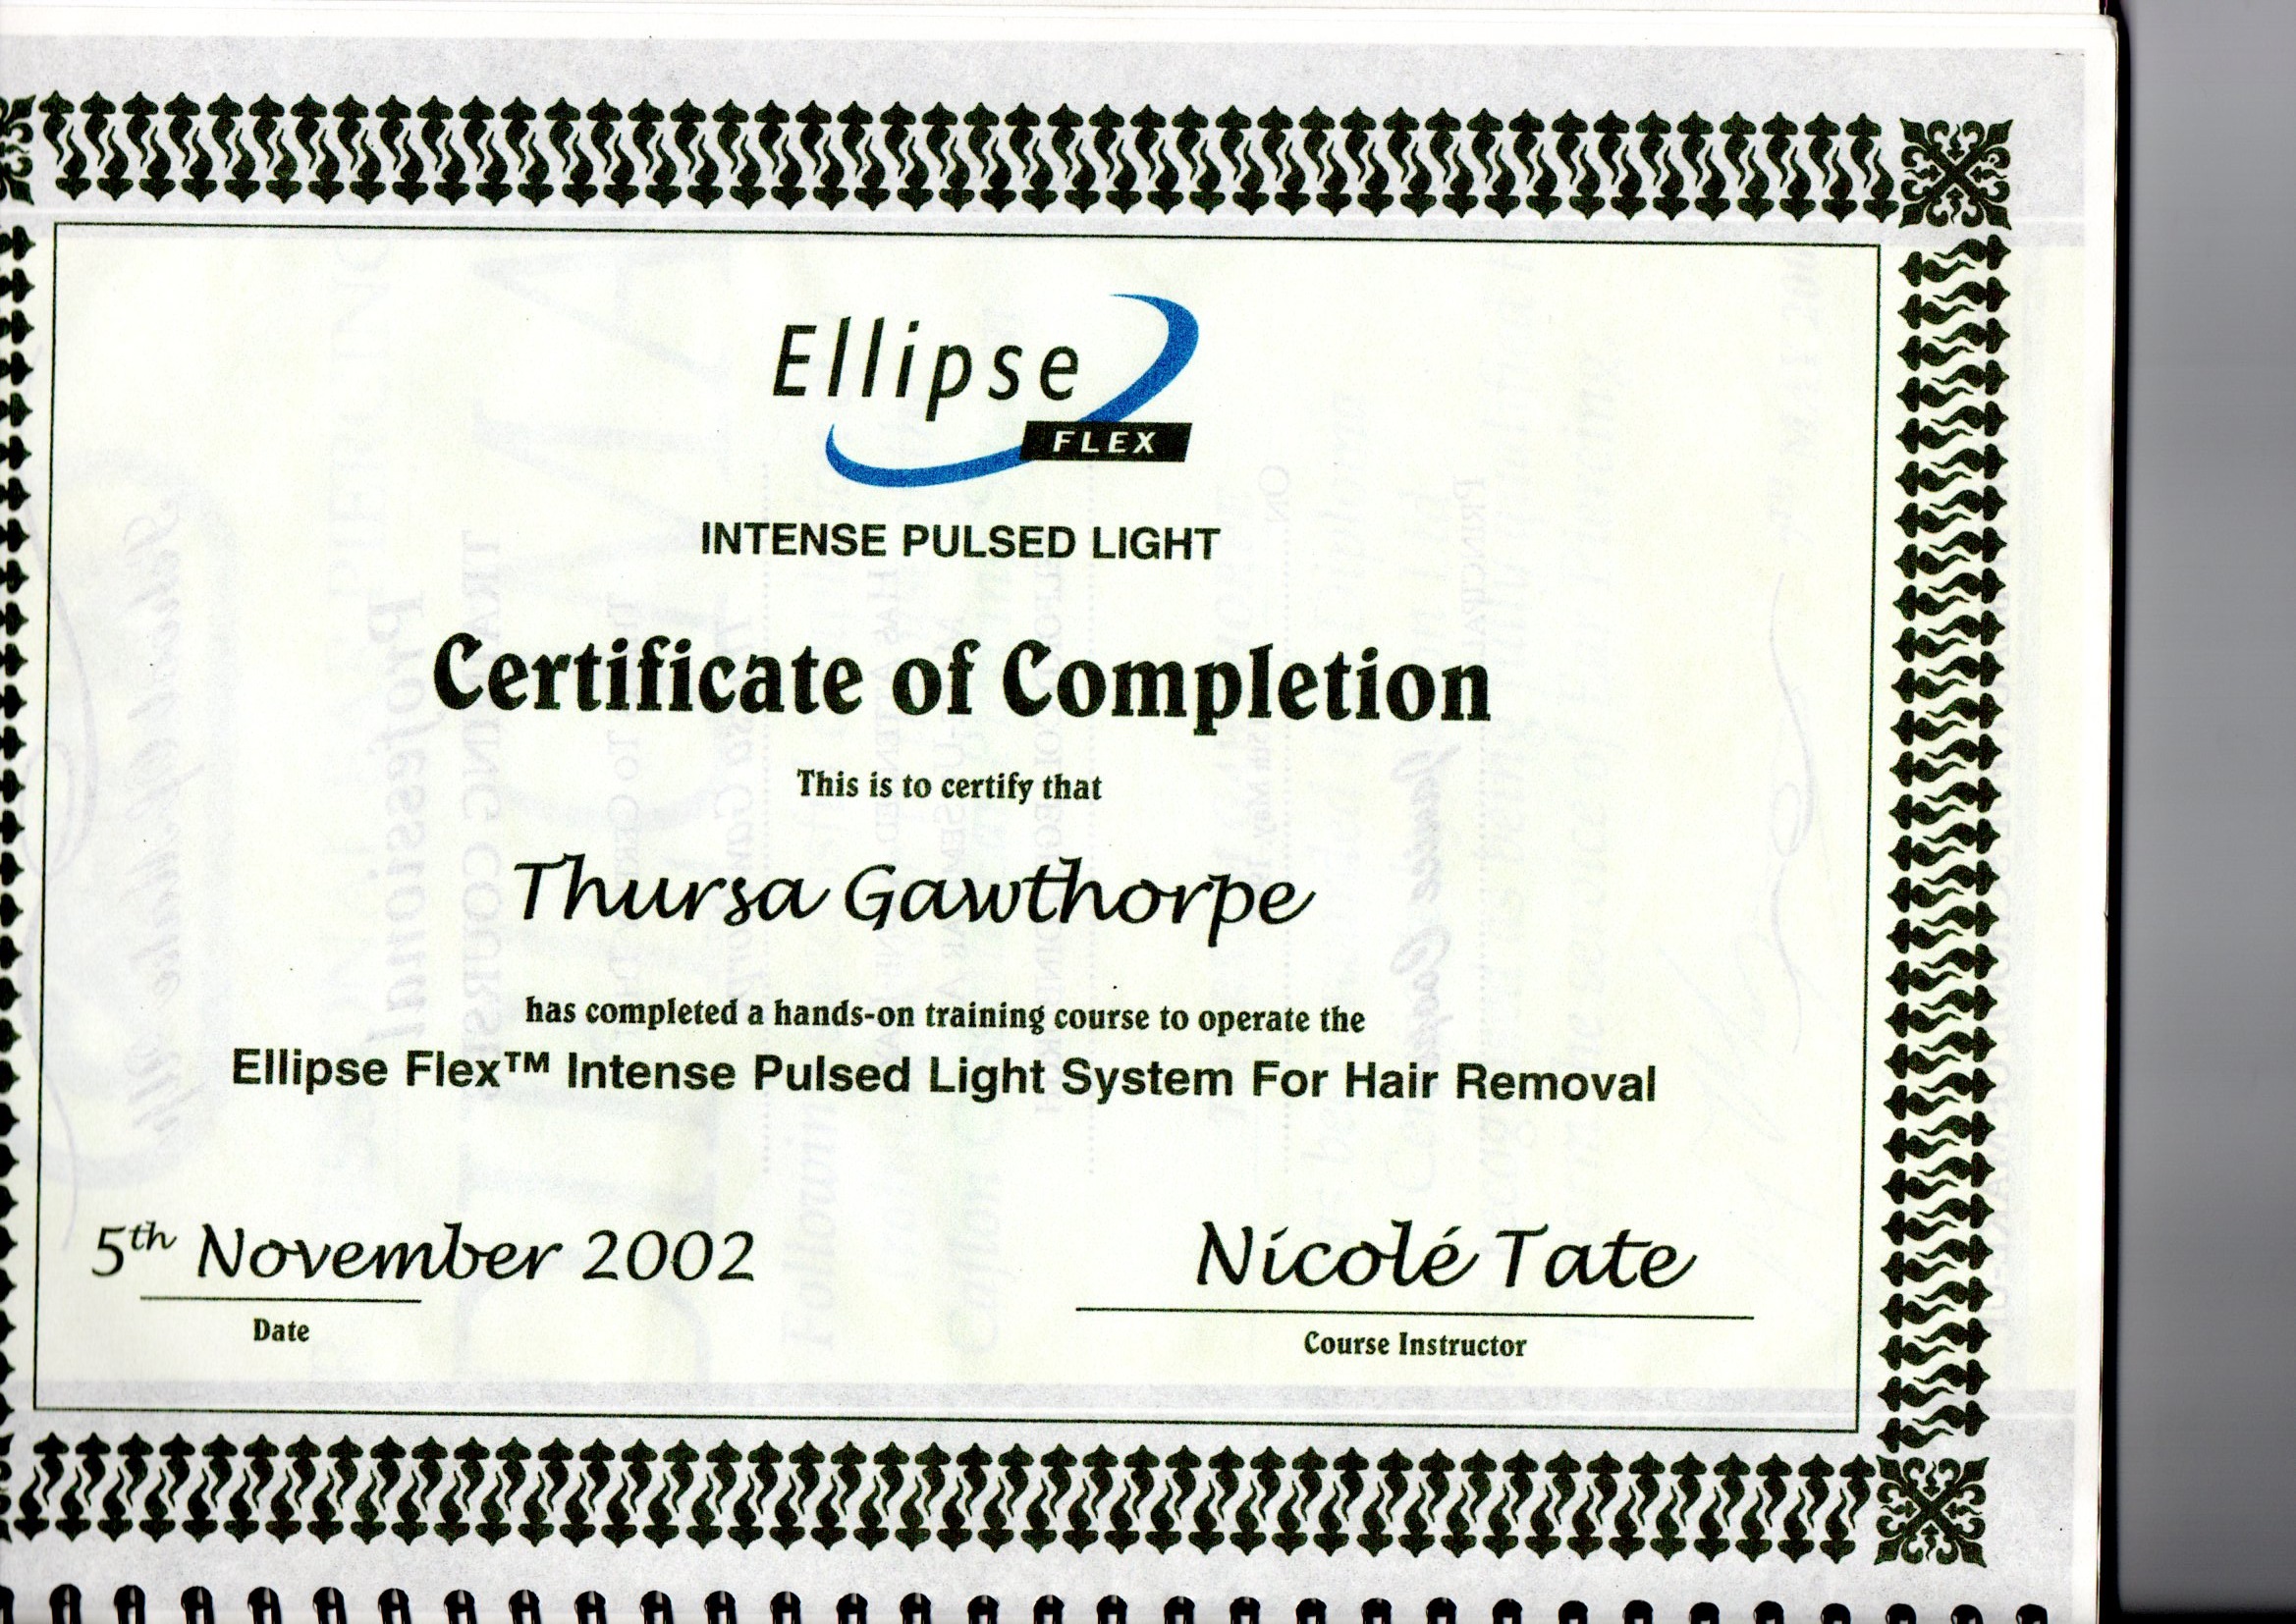 Ellipse
FLEX
INTENSE PULSED LIGHT
Certificate of Completion
This is to certify that
Thursa Gawthorpe
has completed a hands-on training course to operate the
Ellipse Flex™ Intense Pulsed Light System For Hair Removal
5th November 2002
Date
Nicolé Tate
Course Instructor